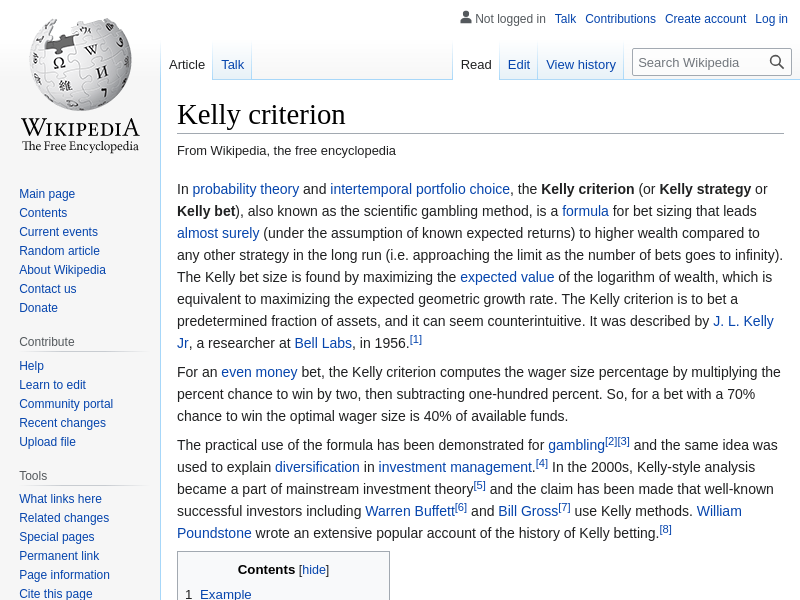 Not logged in Talk Contributions Create account Log in
Article Talk Read Edit View history Search Wikipedia
Ω W И 維 7
WIKIPEDIA
The Free Encyclopedia
Main page
Contents
Current events
Random article
About Wikipedia
Contact us
Donate
Contribute
Help
Learn to edit
Community portal
Recent changes
Upload file
Tools
What links here
Related changes
Special pages
Permanent link
Page information
Cite this page
Kelly criterion
From Wikipedia, the free encyclopedia
In probability theory and intertemporal portfolio choice, the Kelly criterion (or Kelly strategy or
Kelly bet), also known as the scientific gambling method, is a formula for bet sizing that leads
almost surely (under the assumption of known expected returns) to higher wealth compared to
any other strategy in the long run (i.e. approaching the limit as the number of bets goes to infinity).
The Kelly bet size is found by maximizing the expected value of the logarithm of wealth, which is
equivalent to maximizing the expected geometric growth rate. The Kelly criterion is to bet a
predetermined fraction of assets, and it can seem counterintuitive. It was described by J. L. Kelly
Jr, a researcher at Bell Labs, in 1956.[1]
For an even money bet, the Kelly criterion computes the wager size percentage by multiplying the
percent chance to win by two, then subtracting one-hundred percent. So, for a bet with a 70%
chance to win the optimal wager size is 40% of available funds.
The practical use of the formula has been demonstrated for gambling[2][3] and the same idea was
used to explain diversification in investment management.[4] In the 2000s, Kelly-style analysis
became a part of mainstream investment theory[5] and the claim has been made that well-known
successful investors including Warren Buffett[6] and Bill Gross[7] use Kelly methods. William
Poundstone wrote an extensive popular account of the history of Kelly betting.[8]
Contents [hide]
1 Example